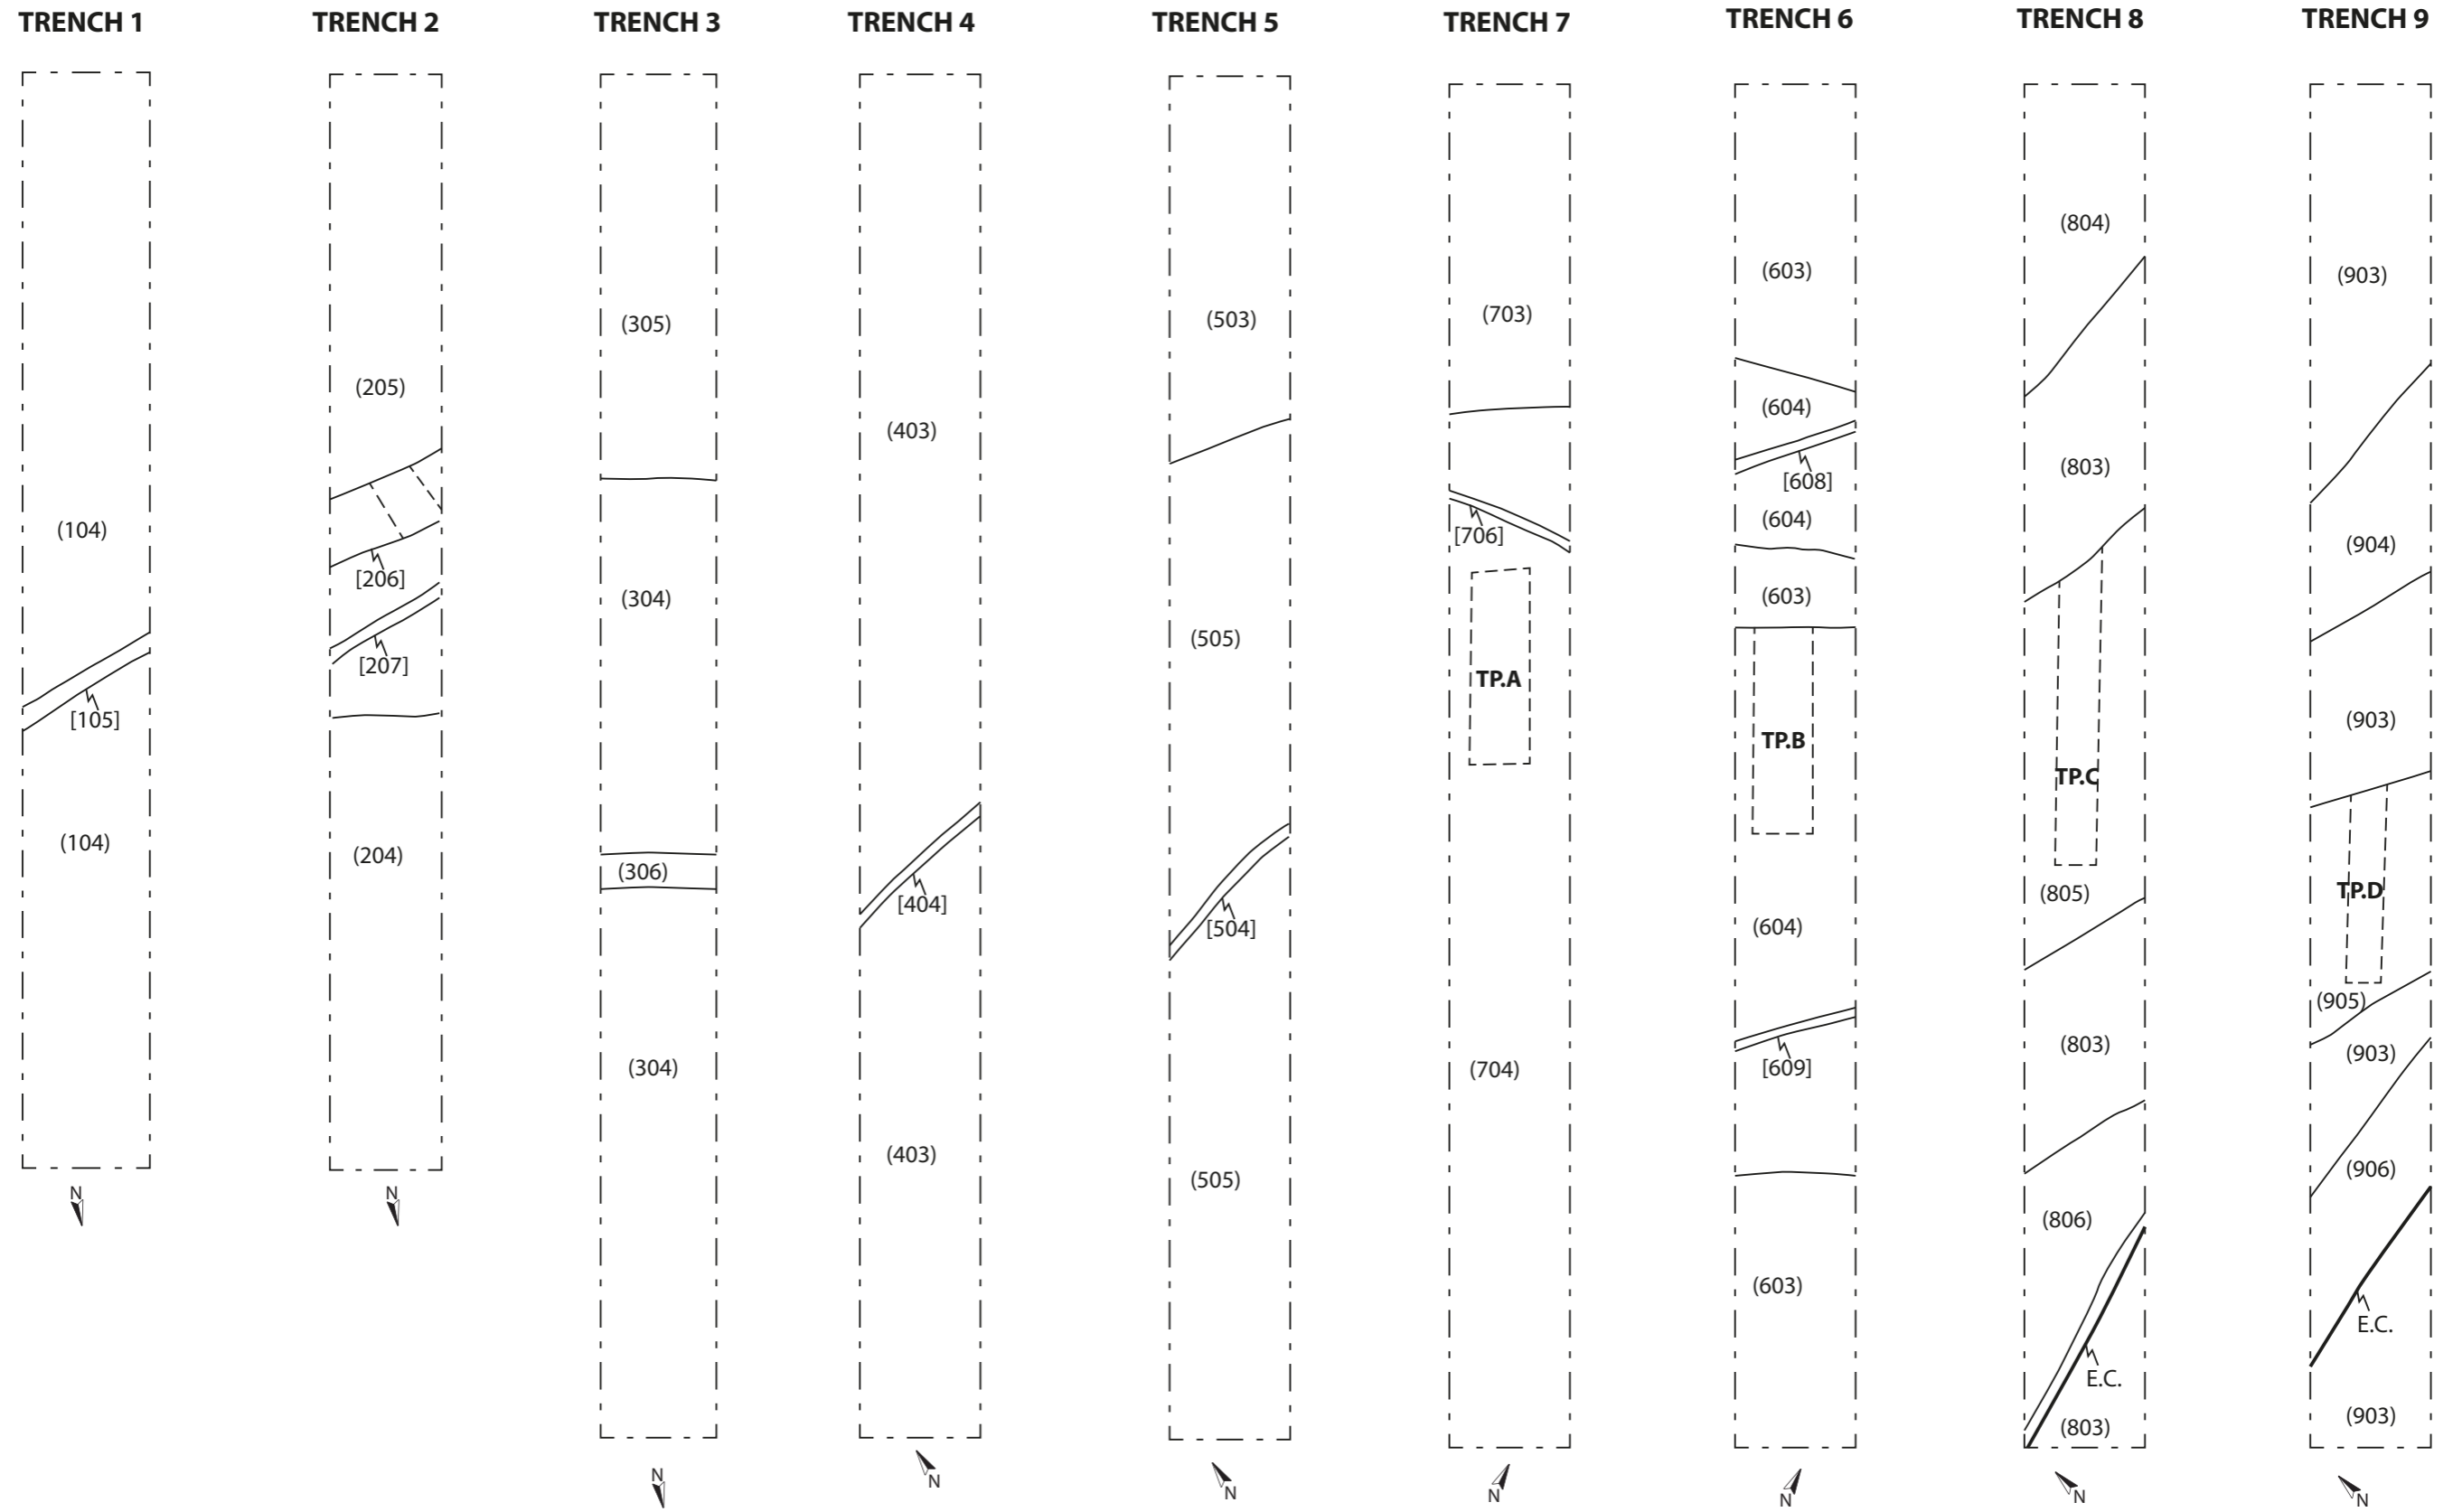 TRENCH 1
(104)
[105]
(104)
N
TRENCH 2
(205)
[206]
[207]
(204)
N
TRENCH 3
(305)
(304)
(306)
(304)
N
TRENCH 4
(403)
[404]
(403)
N
TRENCH 5
(503)
(505)
[504]
(505)
N
TRENCH 7
(703)
[706]
TP.A
(704)
N
TRENCH 6
(603)
(604)
[608]
(604)
(603)
TP.B
(604)
[609]
(603)
N
TRENCH 8
(804)
(803)
TP.C
(805)
(803)
(806)
E.C.
(803)
N
TRENCH 9
(903)
(904)
(903)
TP.D
(905)
(903)
(906)
E.C.
(903)
N